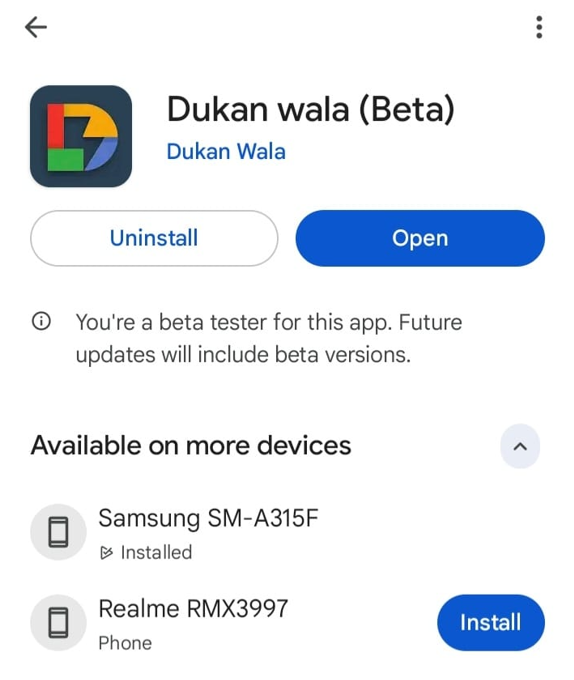 Dukan wala (Beta)
Dukan Wala
Uninstall
Open
You're a beta tester for this app. Future
updates will include beta versions.
Available on more devices
Samsung SM-A315F
Installed
Realme RMX3997
Phone
Install